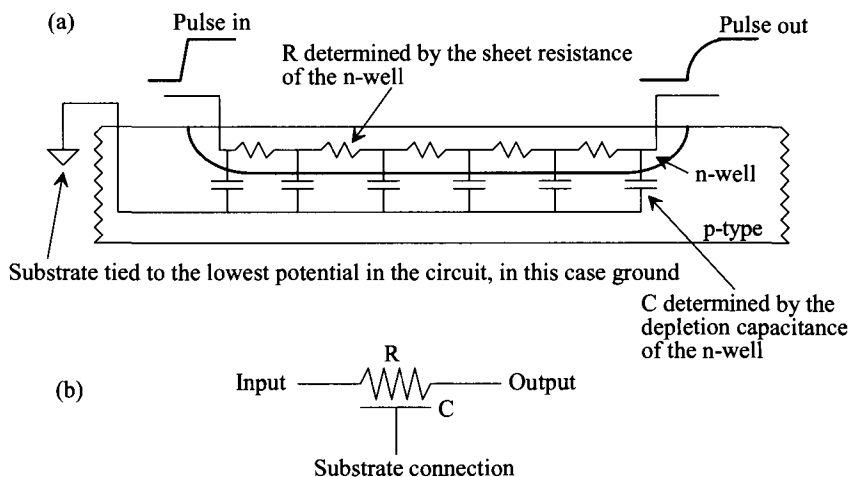 (a)
Pulse in
Pulse out
R determined by the sheet resistance
of the n-well
n-well
p-type
Substrate tied to the lowest potential in the circuit, in this case ground
C determined by the
depletion capacitance
of the n-well
(b)
R
Input
Output
C
Substrate connection